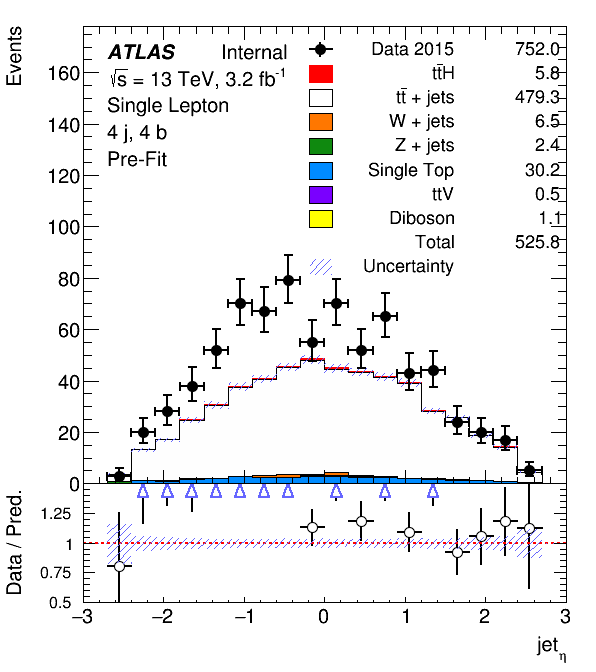 Events
ATLAS Internal
√s = 13 TeV, 3.2 fb⁻¹
Single Lepton
4 j, 4 b
Pre-Fit
Data 2015 752.0
tt̄H 5.8
tt̄ + jets 479.3
W + jets 6.5
Z + jets 2.4
Single Top 30.2
ttV 0.5
Diboson 1.1
Total 525.8
Uncertainty
160
140
120
100
80
60
40
20
0
Data / Pred.
1.25
1
0.75
0.5
−3 −2 −1 0 1 2 3
jet_η